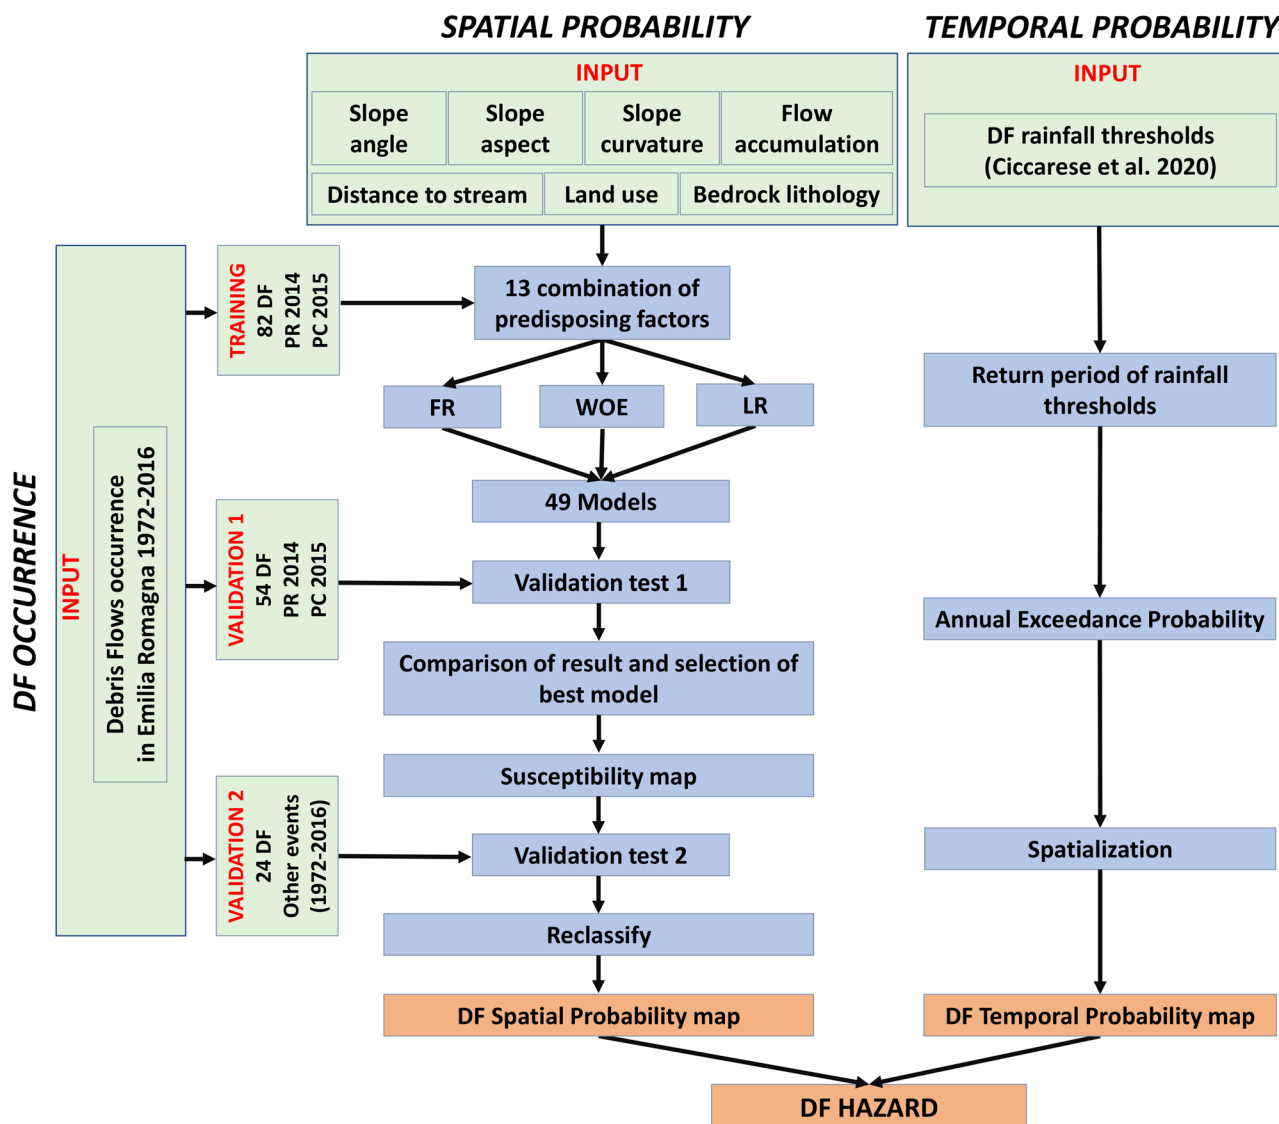 SPATIAL PROBABILITY
TEMPORAL PROBABILITY
INPUT
Slope
angle
Slope
aspect
Slope
curvature
Flow
accumulation
Distance to stream
Land use
Bedrock lithology
INPUT
DF rainfall thresholds
(Ciccarese et al. 2020)
DF OCCURRENCE
INPUT
Debris Flows occurrence
in Emilia Romagna 1972-2016
TRAINING
82 DF
PR 2014
PC 2015
13 combination of
predisposing factors
FR
WOE
LR
49 Models
VALIDATION 1
54 DF
PR 2014
PC 2015
Validation test 1
Comparison of result and selection of
best model
Susceptibility map
VALIDATION 2
24 DF
Other events
(1972-2016)
Validation test 2
Reclassify
DF Spatial Probability map
Return period of rainfall
thresholds
Annual Exceedance Probability
Spatialization
DF Temporal Probability map
DF HAZARD